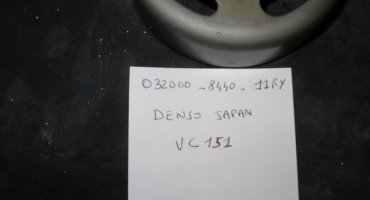 032000 - 8440 - 11RY
DENSO JAPAN
VC 151